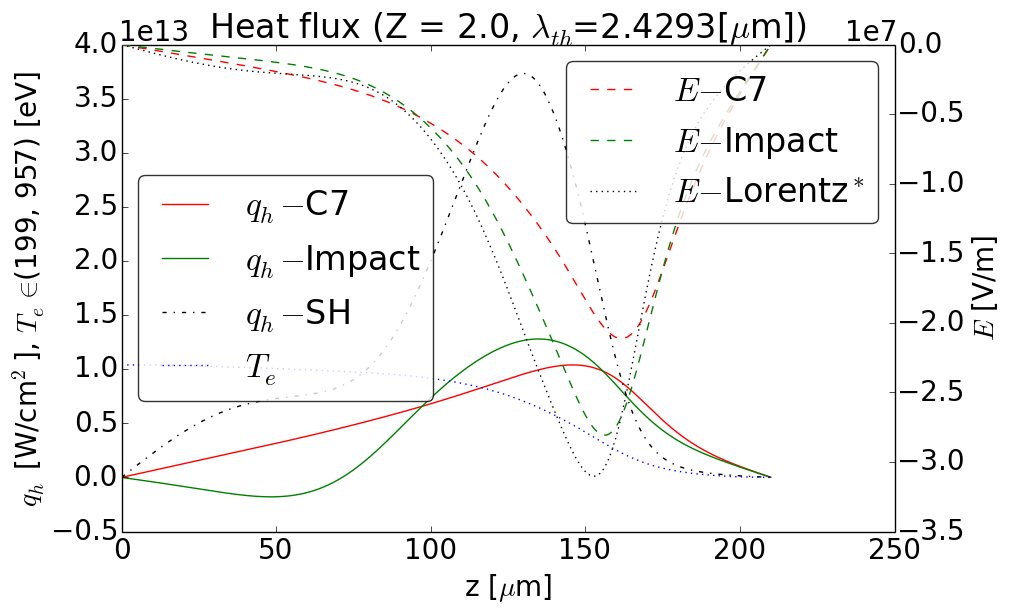 Heat flux (Z = 2.0, λ_th=2.4293[μm])
1e13
1e7
4.0
3.5
3.0
2.5
2.0
1.5
1.0
0.5
0.0
−0.5
q_h [W/cm²], T_e ∈(199, 957) [eV]
q_h −C7
q_h −Impact
q_h −SH
T_e
E−C7
E−Impact
E−Lorentz*
0.0
−0.5
−1.0
−1.5
−2.0
−2.5
−3.0
−3.5
E [V/m]
0 50 100 150 200 250
z [μm]